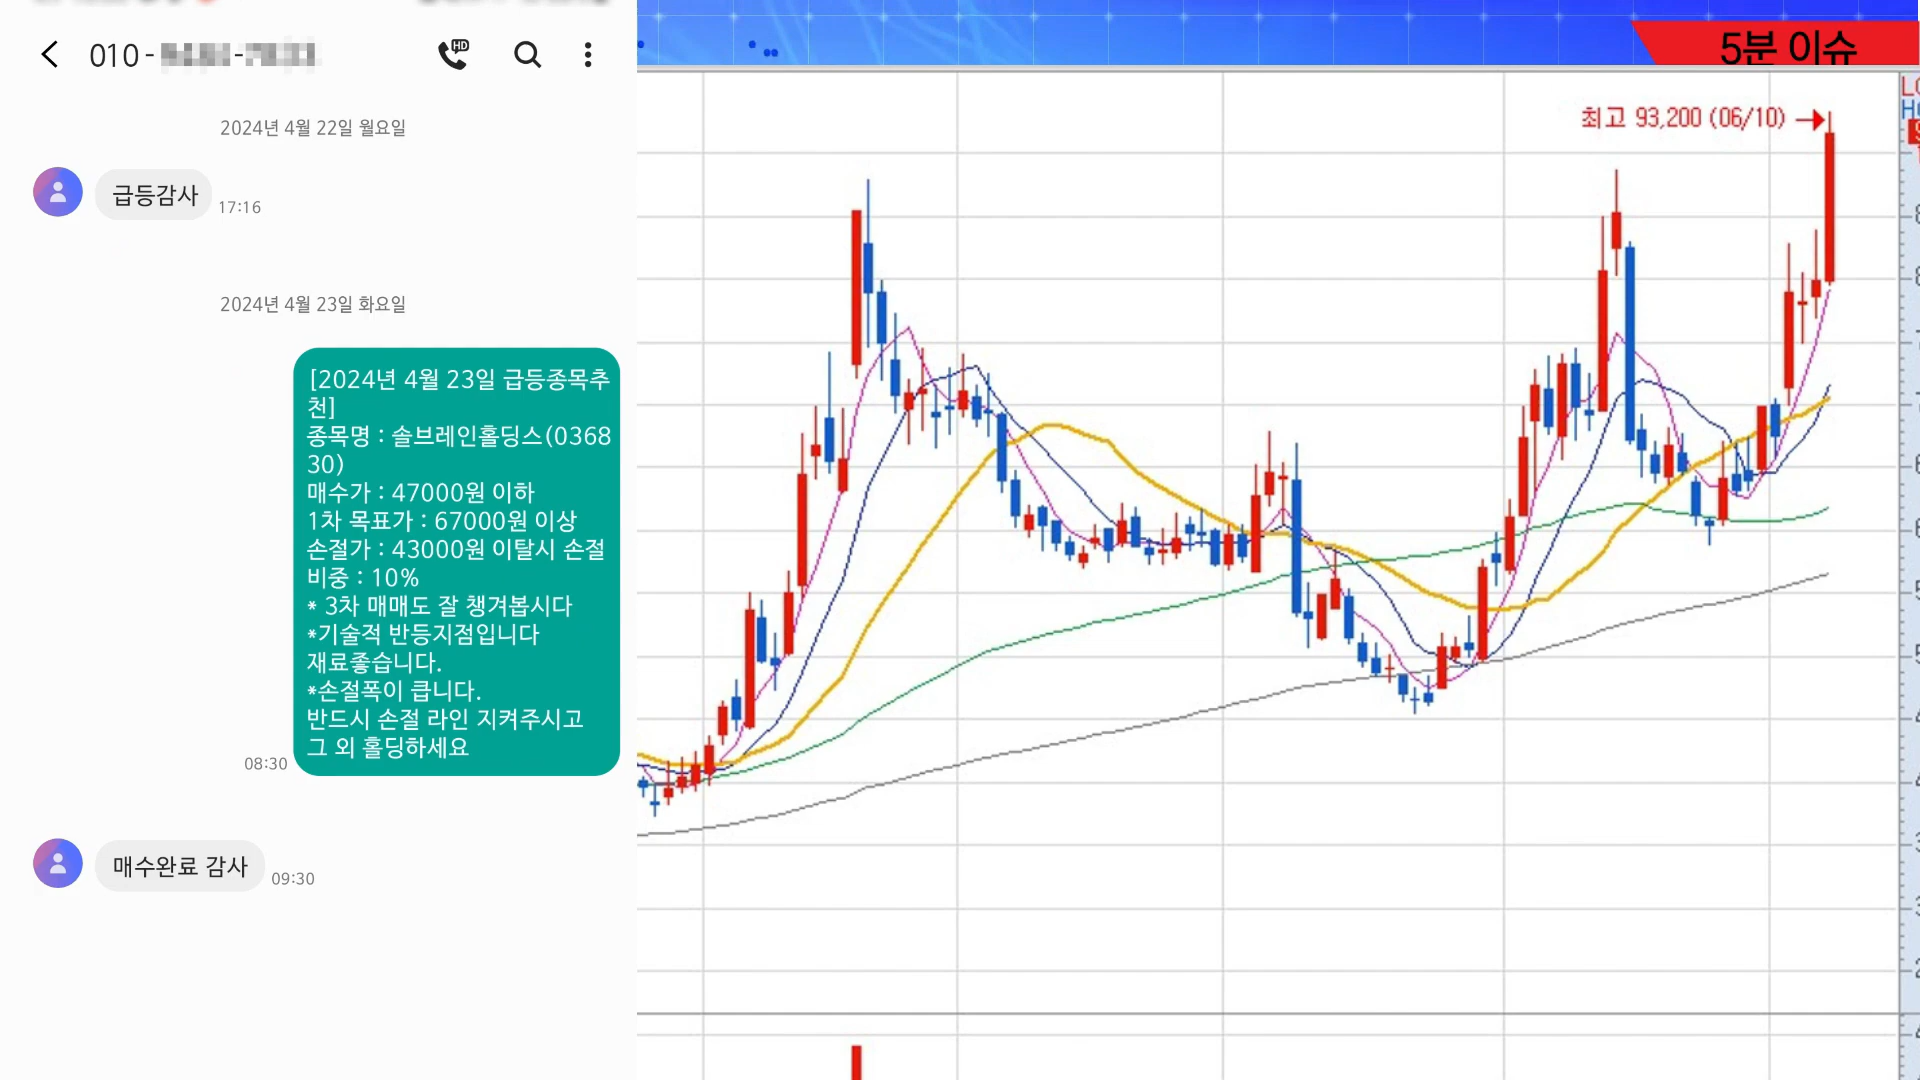 010-
2024년 4월 22일 월요일
급등감사
17:16
2024년 4월 23일 화요일
[2024년 4월 23일 급등종목추
천]
종목명 : 솔브레인홀딩스(0368
30)
매수가 : 47000원 이하
1차 목표가 : 67000원 이상
손절가 : 43000원 이탈시 손절
비중 : 10%
* 3차 매매도 잘 챙겨봅시다
*기술적 반등지점입니다
재료좋습니다.
*손절폭이 큽니다.
반드시 손절 라인 지켜주시고
그 외 홀딩하세요
08:30
매수완료 감사
09:30
5분 이슈
최고 93,200 (06/10)